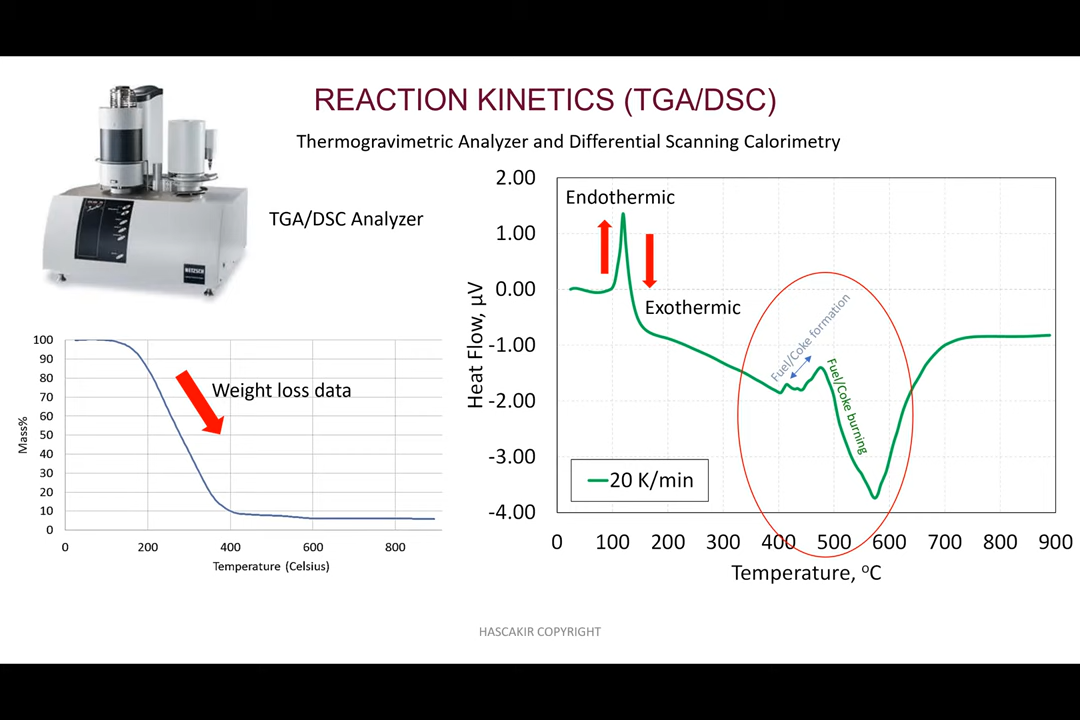 REACTION KINETICS (TGA/DSC)
Thermogravimetric Analyzer and Differential Scanning Calorimetry
TGA/DSC Analyzer
NETZSCH
100
90
80
70
60
50
40
30
20
10
0
Mass%
Weight loss data
0 200 400 600 800
Temperature (Celsius)
2.00
1.00
0.00
-1.00
-2.00
-3.00
-4.00
Heat Flow, µV
Endothermic
Exothermic
Fuel/Coke formation
Fuel/Coke burning
20 K/min
0 100 200 300 400 500 600 700 800 900
Temperature, ºC
HASCAKIR COPYRIGHT